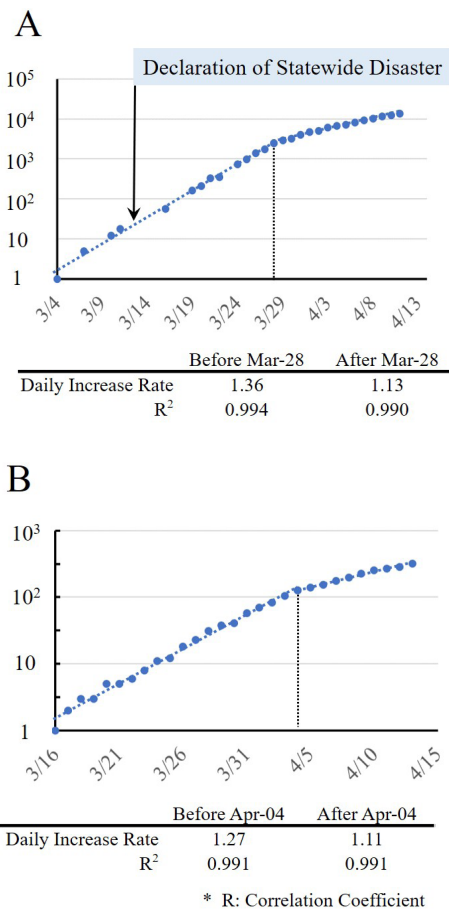 A
Declaration of Statewide Disaster
10⁵
10⁴
10³
10²
10
1
3/4 3/9 3/14 3/19 3/24 3/29 4/3 4/8 4/13
Before Mar-28 After Mar-28
Daily Increase Rate 1.36 1.13
R² 0.994 0.990
B
10³
10²
10
1
3/16 3/21 3/26 3/31 4/5 4/10 4/15
Before Apr-04 After Apr-04
Daily Increase Rate 1.27 1.11
R² 0.991 0.991
* R: Correlation Coefficient